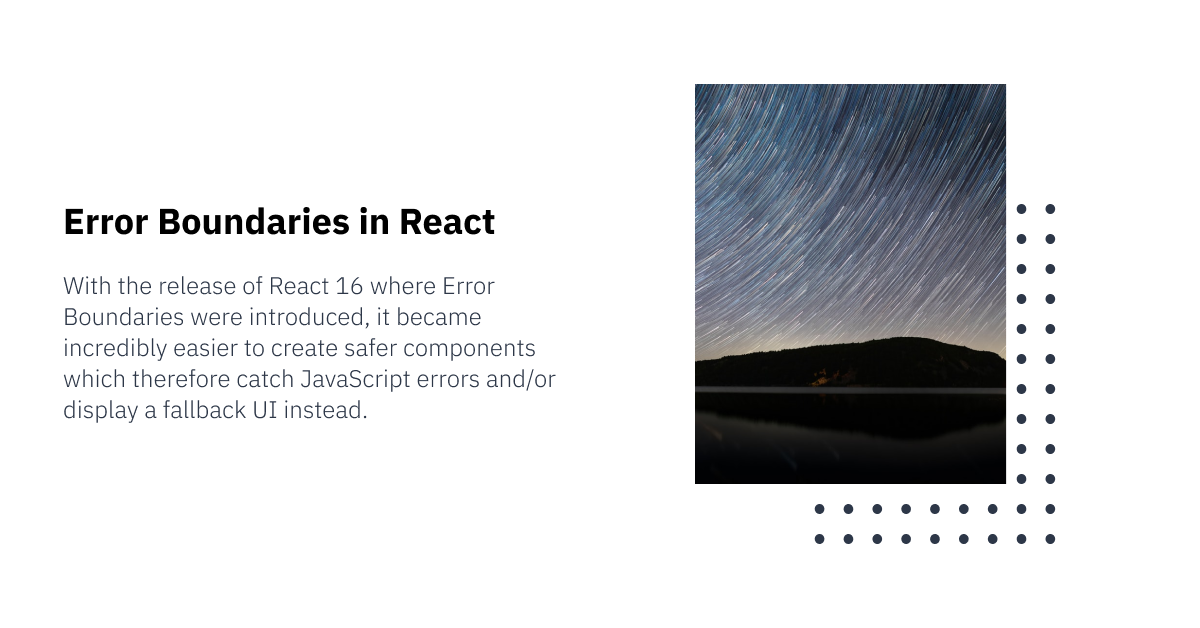 Error Boundaries in React
With the release of React 16 where Error
Boundaries were introduced, it became
incredibly easier to create safer components
which therefore catch JavaScript errors and/or
display a fallback UI instead.